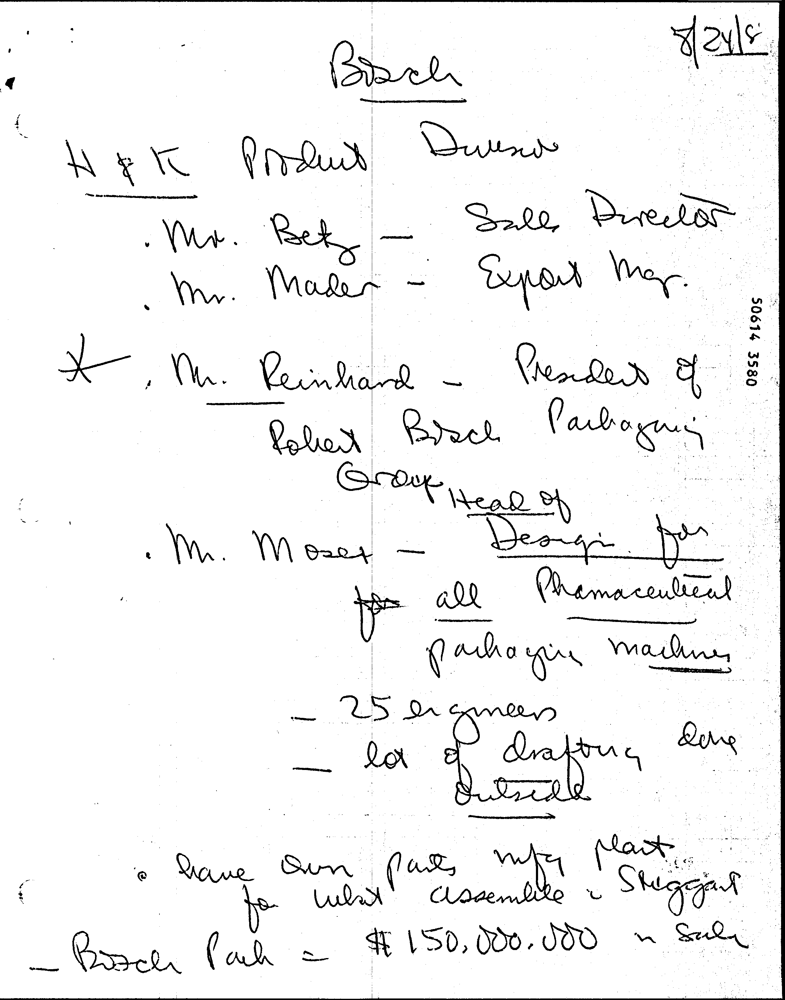 8/24/8
Bosch
H & K Product Division
. Mr. Betz — Sales Director
. Mr. Mader - Export Mgr.
50614 3580
. Mr. Reinhard - President of
Robert Bosch Packaging
Group
Head of
. Mr. Moser — Design for
for all Phamaceutical
packaging machines
- 25 engineers
- lot of drafting done
outside
. have own parts mfg plant
for what assemble in Stuggart
- Bosch Pack = $150,000,000 in Sales